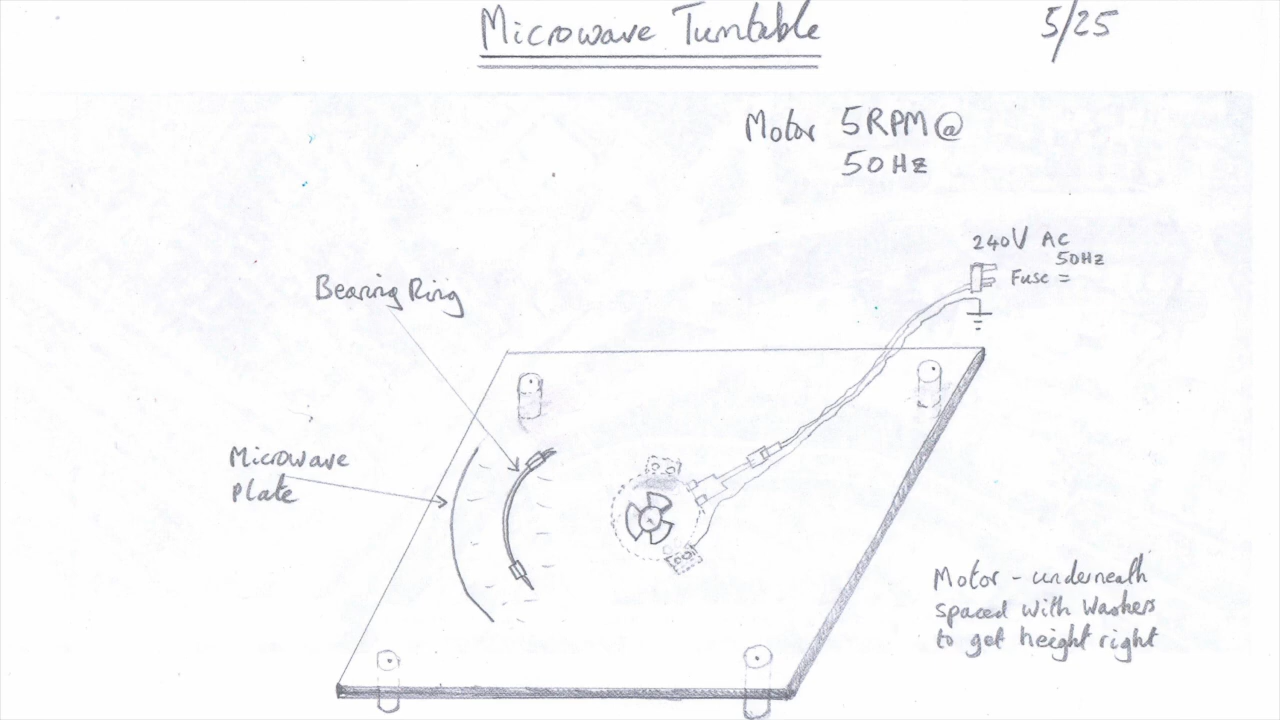 Microwave Turntable
5/25
Motor 5RPM @
50Hz
240V AC
50Hz
Fuse =
Bearing Ring
Microwave
Plate
Motor - underneath
spaced with washers
to get height right